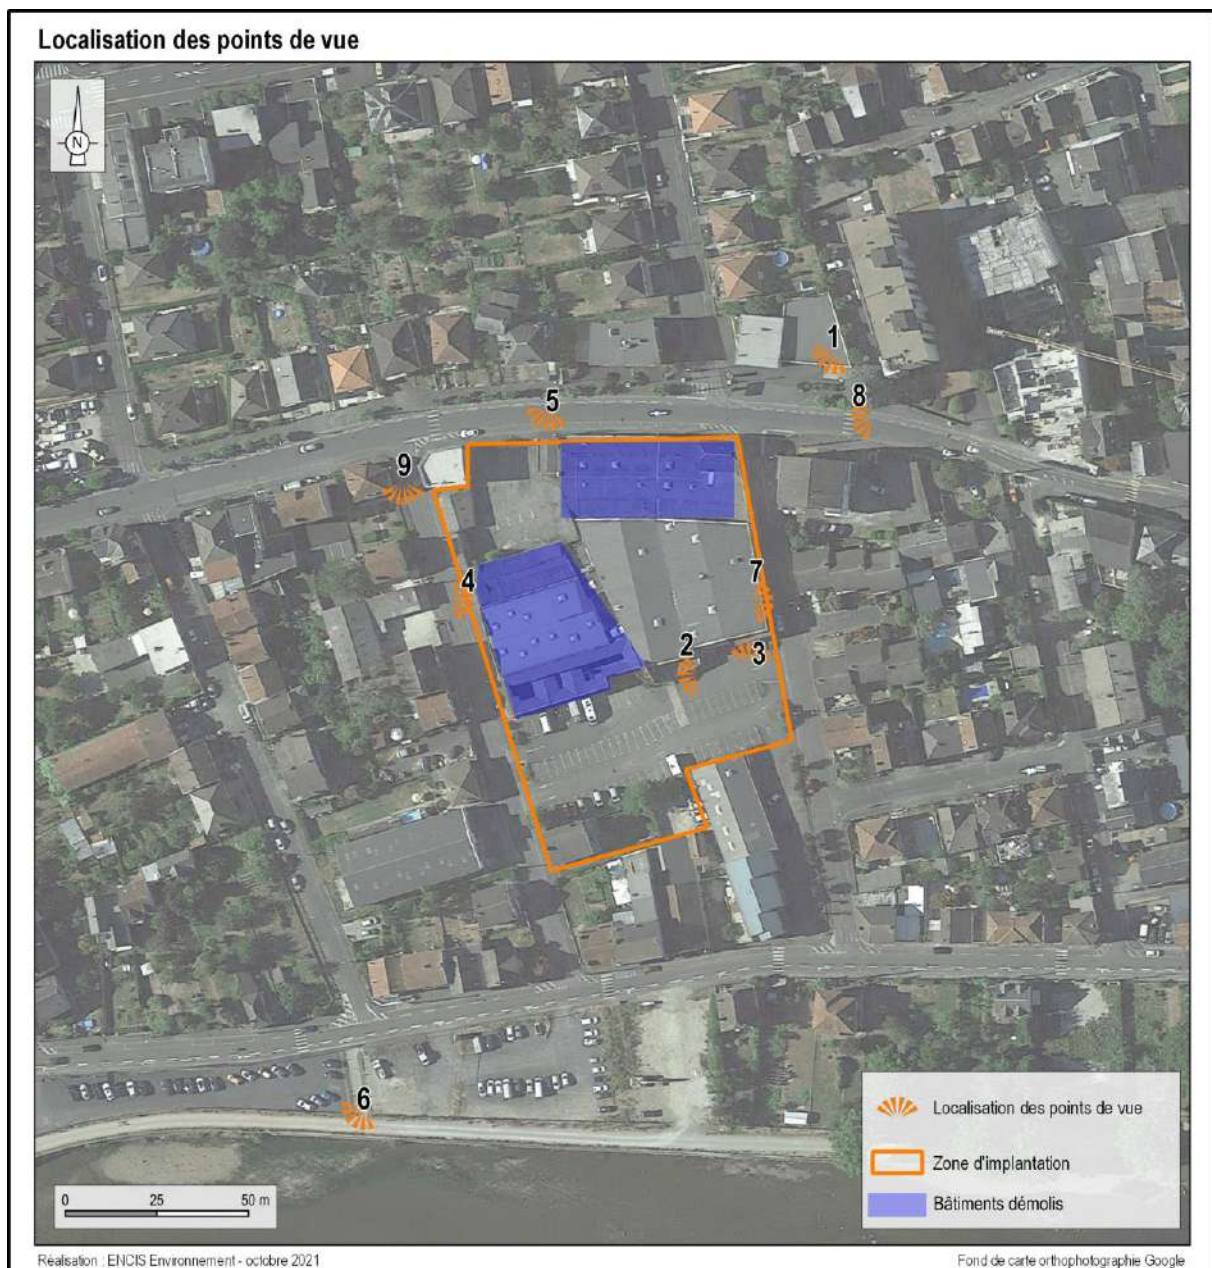 Localisation des points de vue
N
1
8
5
9
4
7
2
3
6
Localisation des points de vue
Zone d'implantation
Bâtiments démolis
0 25 50 m
Réalisation : ENCIS Environnement - octobre 2021
Fond de carte orthophotographie Google